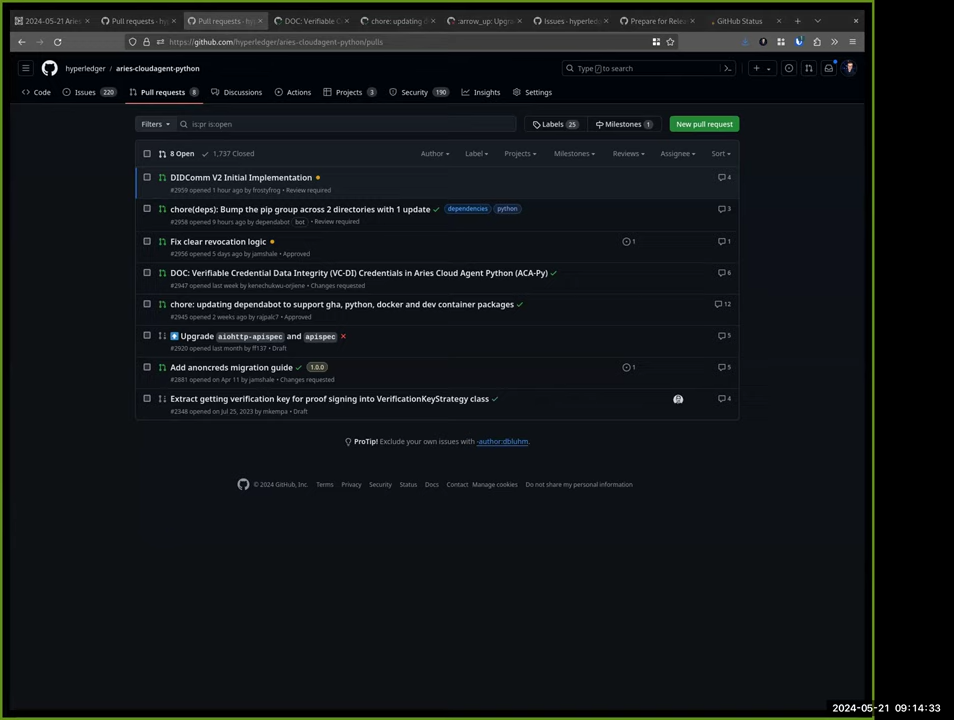 2024-05-21 Aries
Pull requests · hy
Pull requests · hype
DOC: Verifiable C
chore: updating d
:arrow_up: Upgra
Issues · hyperledg
Prepare for Relea
GitHub Status
https://github.com/hyperledger/aries-cloudagent-python/pulls
hyperledger / aries-cloudagent-python
Type / to search
Code
Issues 220
Pull requests 8
Discussions
Actions
Projects 3
Security 190
Insights
Settings
Filters
is:pr is:open
Labels 25
Milestones 1
New pull request
8 Open
1,737 Closed
Author
Label
Projects
Milestones
Reviews
Assignee
Sort
DIDComm V2 Initial Implementation
4
#2959 opened 1 hour ago by frostyfrog • Review required
chore(deps): Bump the pip group across 2 directories with 1 update dependencies python
3
#2958 opened 9 hours ago by dependabot bot • Review required
Fix clear revocation logic
1
1
#2956 opened 5 days ago by jamshale • Approved
DOC: Verifiable Credential Data Integrity (VC-DI) Credentials in Aries Cloud Agent Python (ACA-Py)
6
#2947 opened last week by kenechukwu-orjiene • Changes requested
chore: updating dependabot to support gha, python, docker and dev container packages
12
#2945 opened 2 weeks ago by rajpalc7 • Approved
Upgrade aiohttp-apispec and apispec
5
#2920 opened last month by ff137 • Draft
Add anoncreds migration guide 1.0.0
1
5
#2881 opened on Apr 11 by jamshale • Changes requested
Extract getting verification key for proof signing into VerificationKeyStrategy class
4
#2348 opened on Jul 25, 2023 by mkempa • Draft
ProTip! Exclude your own issues with -author:dbluhm.
© 2024 GitHub, Inc.
Terms
Privacy
Security
Status
Docs
Contact
Manage cookies
Do not share my personal information
2024-05-21 09:14:33